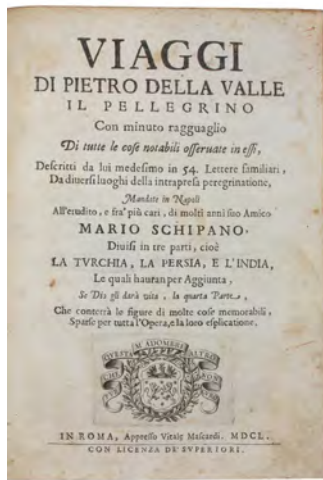 VIAGGI
DI PIETRO DELLA VALLE
IL PELLEGRINO
Con minuto ragguaglio
Di tutte le cose notabili osseruate in essi,
Descritti da lui medesimo in 54. Lettere familiari,
Da diuersi luoghi della intrapresa peregrinatione,
Mandate in Napoli
All'erudito, e fra' più cari, di molti anni suo Amico
MARIO SCHIPANO.
Diuisi in tre parti, cioè
LA TVRCHIA, LA PERSIA, E L'INDIA,
Le quali hauran per Aggiunta,
Se Dio gli darà vita, la quarta Parte,
Che conterrà le figure di molte cose memorabili,
Sparse per tutta l'Opera, e la loro esplicatione.
IN ROMA, Appresso Vitale Mascardi. MDCL.
CON LICENZA DE' SVPERIORI.